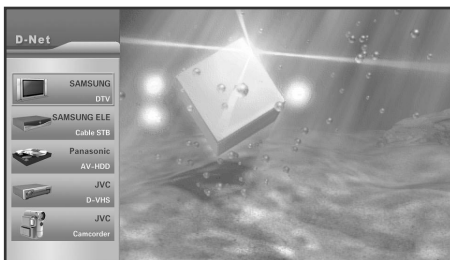 D-Net
SAMSUNG
DTV
SAMSUNG ELE
Cable STB
Panasonic
AV-HDD
JVC
D-VHS
JVC
Camcorder